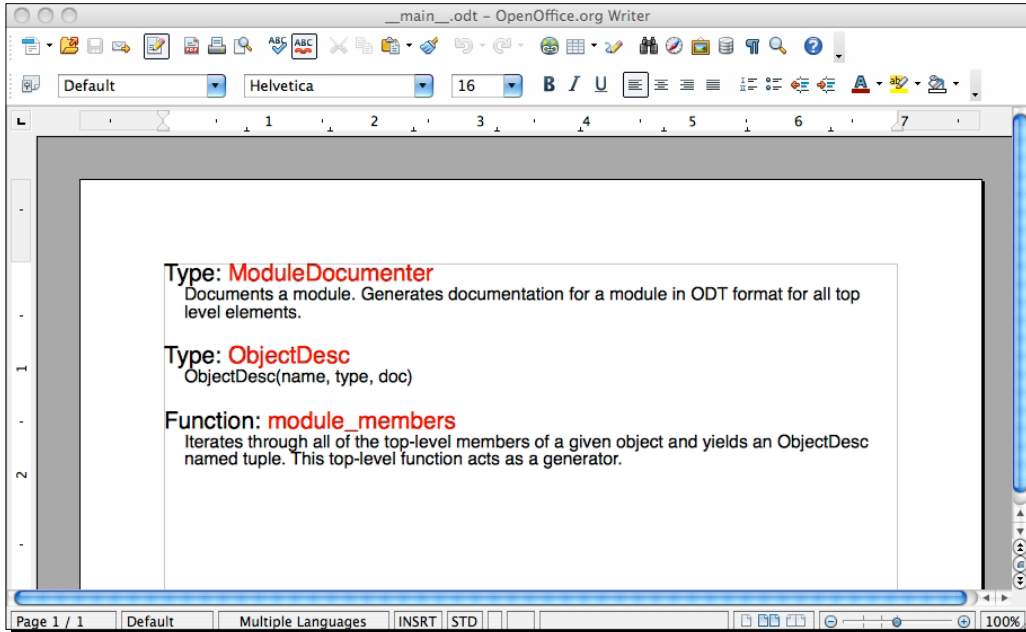 __main__.odt – OpenOffice.org Writer
ABC ABC
Default Helvetica 16 B I U A ab
1 2 3 4 5 6 7
Type: ModuleDocumenter
Documents a module. Generates documentation for a module in ODT format for all top
level elements.
Type: ObjectDesc
ObjectDesc(name, type, doc)
Function: module_members
Iterates through all of the top-level members of a given object and yields an ObjectDesc
named tuple. This top-level function acts as a generator.
1
2
Page 1 / 1 Default Multiple Languages INSRT STD 100%